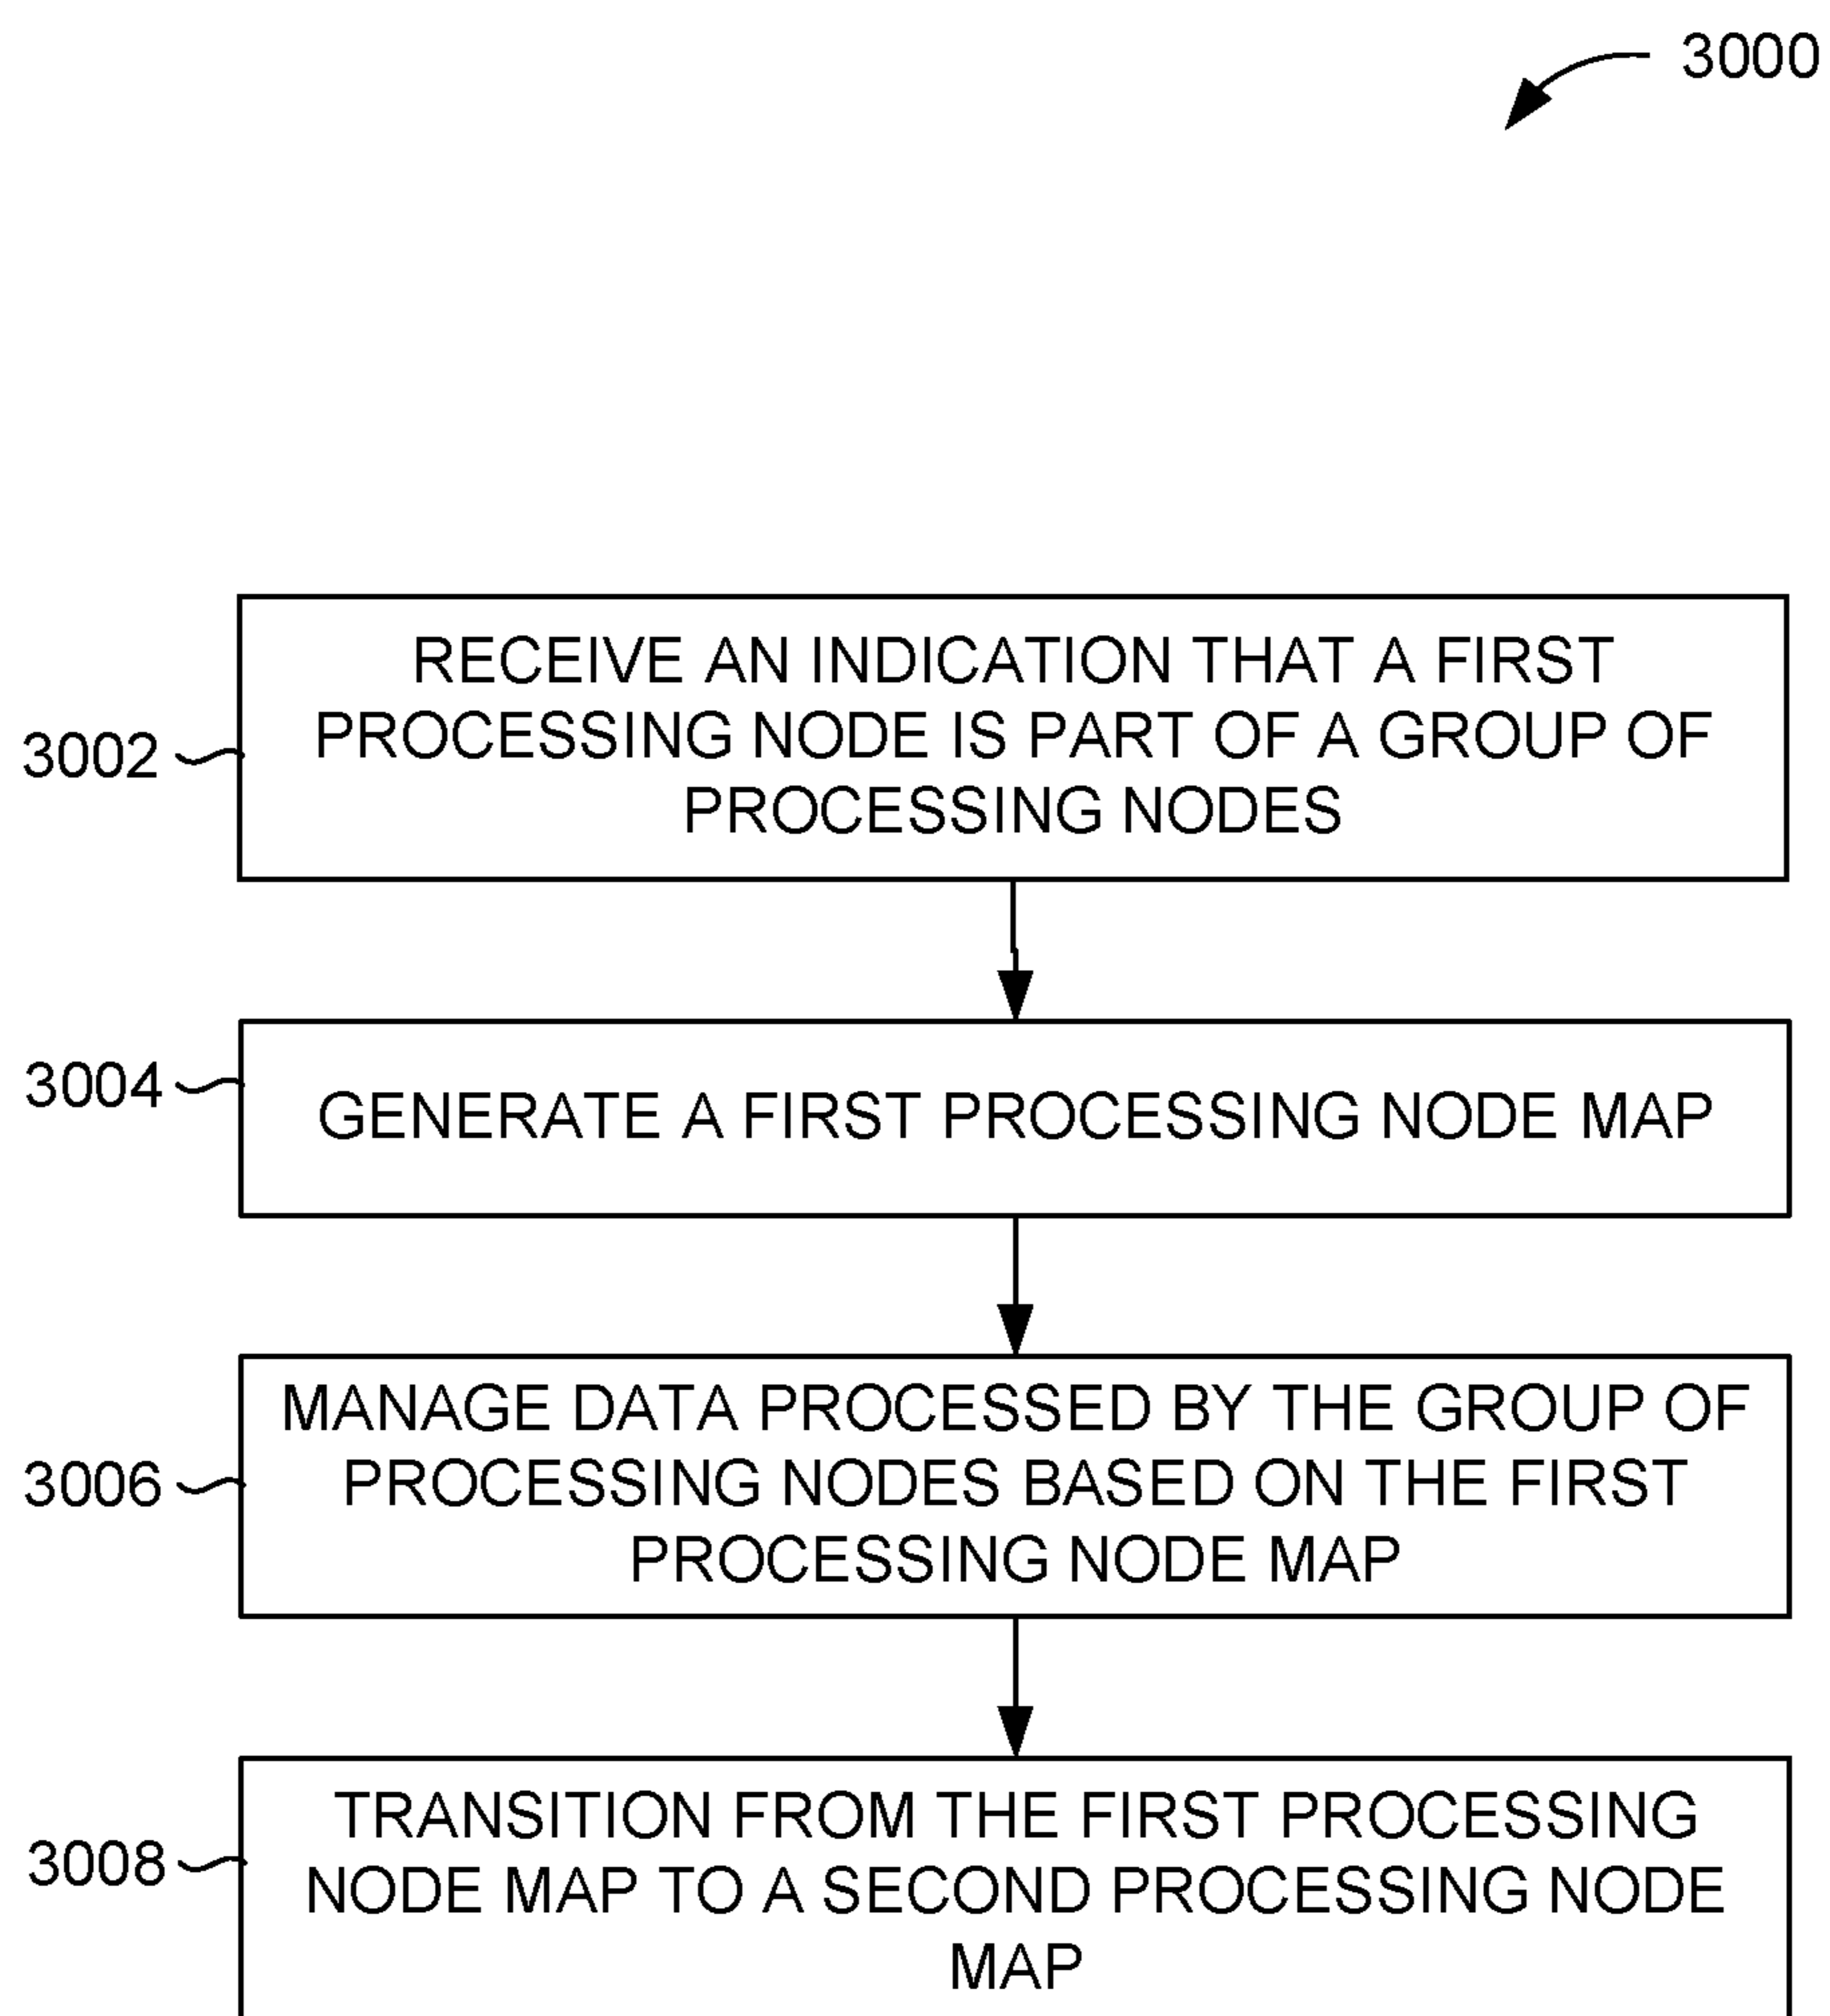 3000
RECEIVE AN INDICATION THAT A FIRST
PROCESSING NODE IS PART OF A GROUP OF
PROCESSING NODES
3002
3004
GENERATE A FIRST PROCESSING NODE MAP
MANAGE DATA PROCESSED BY THE GROUP OF
PROCESSING NODES BASED ON THE FIRST
PROCESSING NODE MAP
3006
TRANSITION FROM THE FIRST PROCESSING
NODE MAP TO A SECOND PROCESSING NODE
MAP
3008